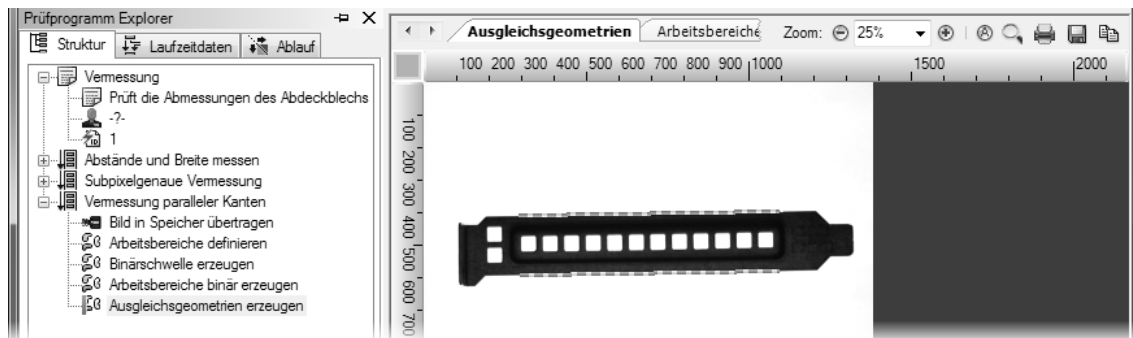 Prüfprogramm Explorer
Struktur Laufzeitdaten Ablauf
Vermessung
Prüft die Abmessungen des Abdeckblechs
-?-
1
Abstände und Breite messen
Subpixelgenaue Vermessung
Vermessung paralleler Kanten
Bild in Speicher übertragen
Arbeitsbereiche definieren
Binärschwelle erzeugen
Arbeitsbereiche binär erzeugen
Ausgleichsgeometrien erzeugen
Ausgleichsgeometrien Arbeitsbereiche Zoom: 25%
100 200 300 400 500 600 700 800 900 1000 1500 2000
100
200
300
400
500
600
700